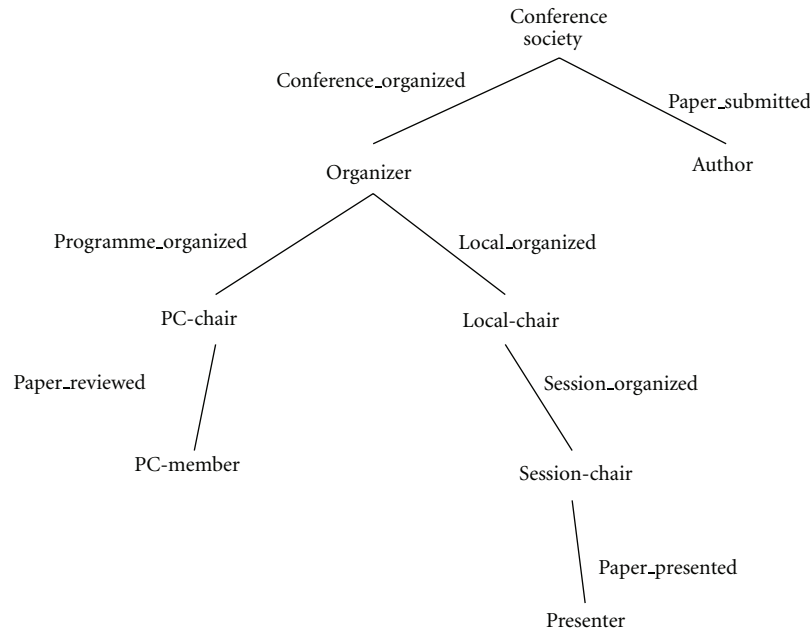 Conference
society
Conference_organized
Paper_submitted
Organizer
Author
Programme_organized
Local_organized
PC-chair
Local-chair
Paper_reviewed
Session_organized
PC-member
Session-chair
Paper_presented
Presenter